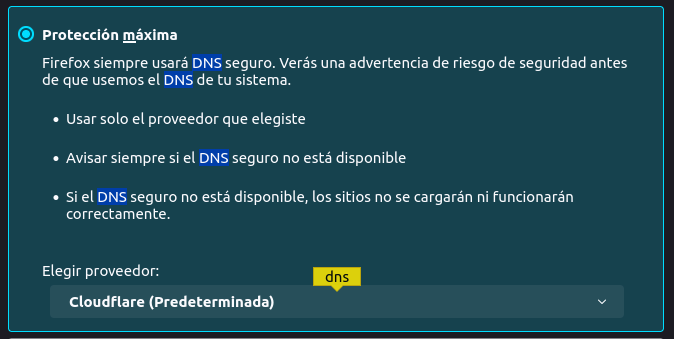 Protección máxima
Firefox siempre usará DNS seguro. Verás una advertencia de riesgo de seguridad antes
de que usemos el DNS de tu sistema.
Usar solo el proveedor que elegiste
Avisar siempre si el DNS seguro no está disponible
Si el DNS seguro no está disponible, los sitios no se cargarán ni funcionarán
correctamente.
Elegir proveedor:
dns
Cloudflare (Predeterminada)